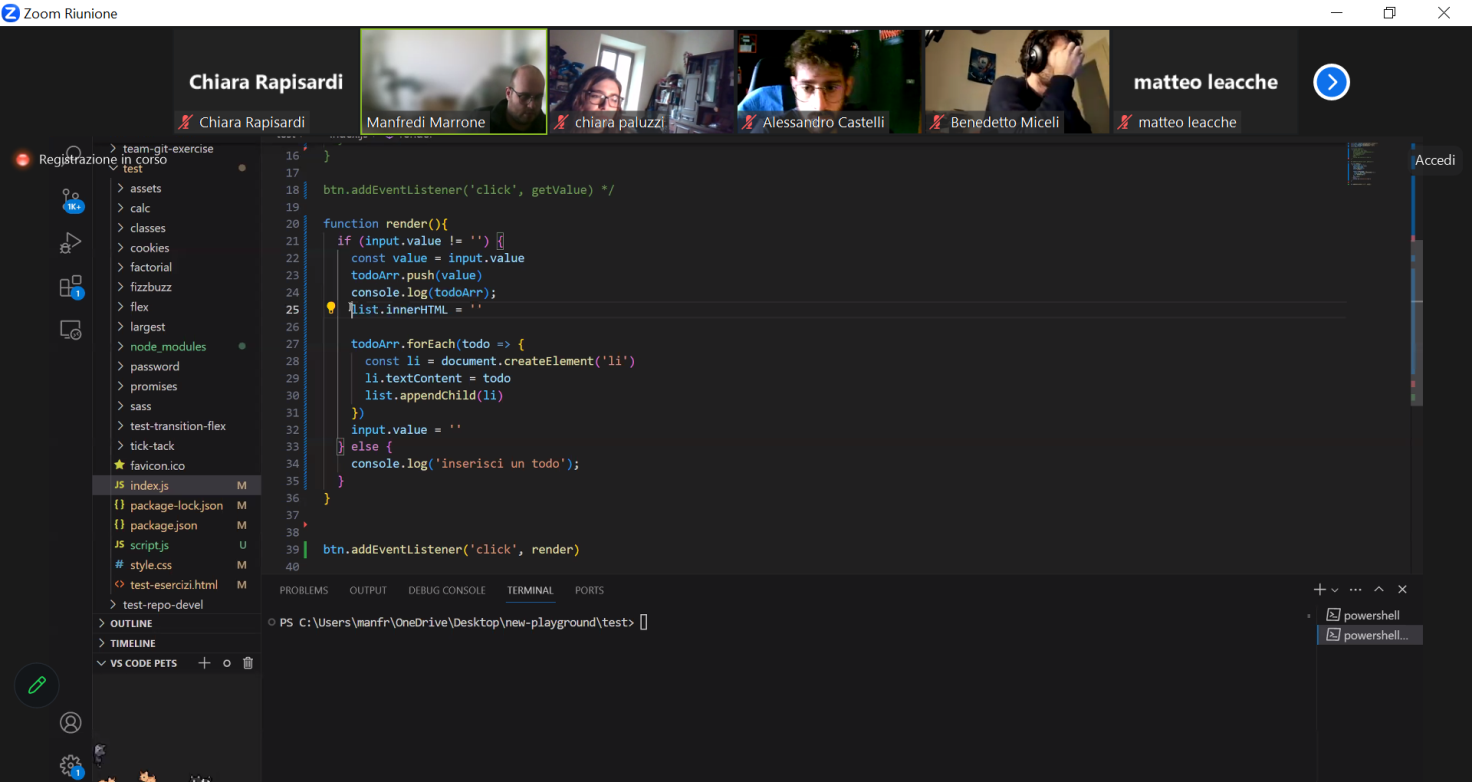 Zoom Riunione
Chiara Rapisardi
matteo leacche
Chiara Rapisardi
Manfredi Marrone
chiara paluzzi
Alessandro Castelli
Benedetto Miceli
matteo leacche
Registrazione in corso
Accedi
team-git-exercise
test
assets
calc
classes
cookies
factorial
fizzbuzz
flex
largest
node_modules
password
promises
sass
test-transition-flex
tick-tack
favicon.ico
JS index.js M
{} package-lock.json M
{} package.json M
JS script.js U
# style.css M
<> test-esercizi.html M
test-repo-devel
OUTLINE
TIMELINE
VS CODE PETS
1K+
1
1
16 }
17
18 btn.addEventListener('click', getValue) */
19
20 function render(){
21 if (input.value != '') {
22 const value = input.value
23 todoArr.push(value)
24 console.log(todoArr);
25 list.innerHTML = ''
26
27 todoArr.forEach(todo => {
28 const li = document.createElement('li')
29 li.textContent = todo
30 list.appendChild(li)
31 })
32 input.value = ''
33 } else {
34 console.log('inserisci un todo');
35 }
36 }
37
38
39 btn.addEventListener('click', render)
40
PROBLEMS OUTPUT DEBUG CONSOLE TERMINAL PORTS
PS C:\Users\manfr\OneDrive\Desktop\new-playground\test>
powershell
powershell...